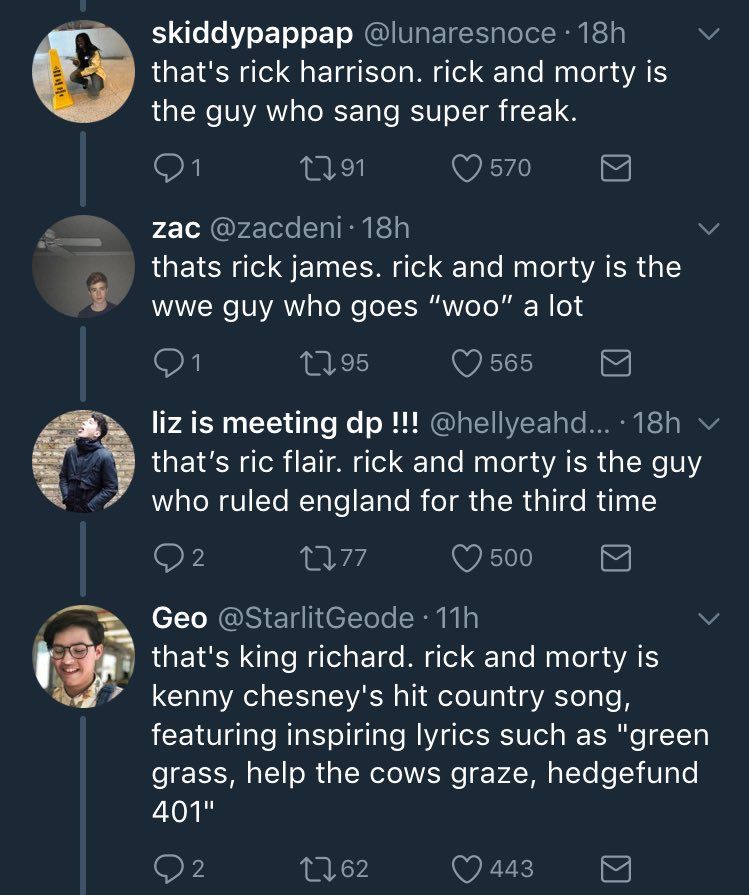 skiddypappap @lunaresnoce · 18h
that's rick harrison. rick and morty is
the guy who sang super freak.
1 91 570
zac @zacdeni · 18h
thats rick james. rick and morty is the
wwe guy who goes “woo” a lot
1 95 565
liz is meeting dp !!! @hellyeahd... · 18h
that’s ric flair. rick and morty is the guy
who ruled england for the third time
2 77 500
Geo @StarlitGeode · 11h
that's king richard. rick and morty is
kenny chesney's hit country song,
featuring inspiring lyrics such as "green
grass, help the cows graze, hedgefund
401"
2 62 443